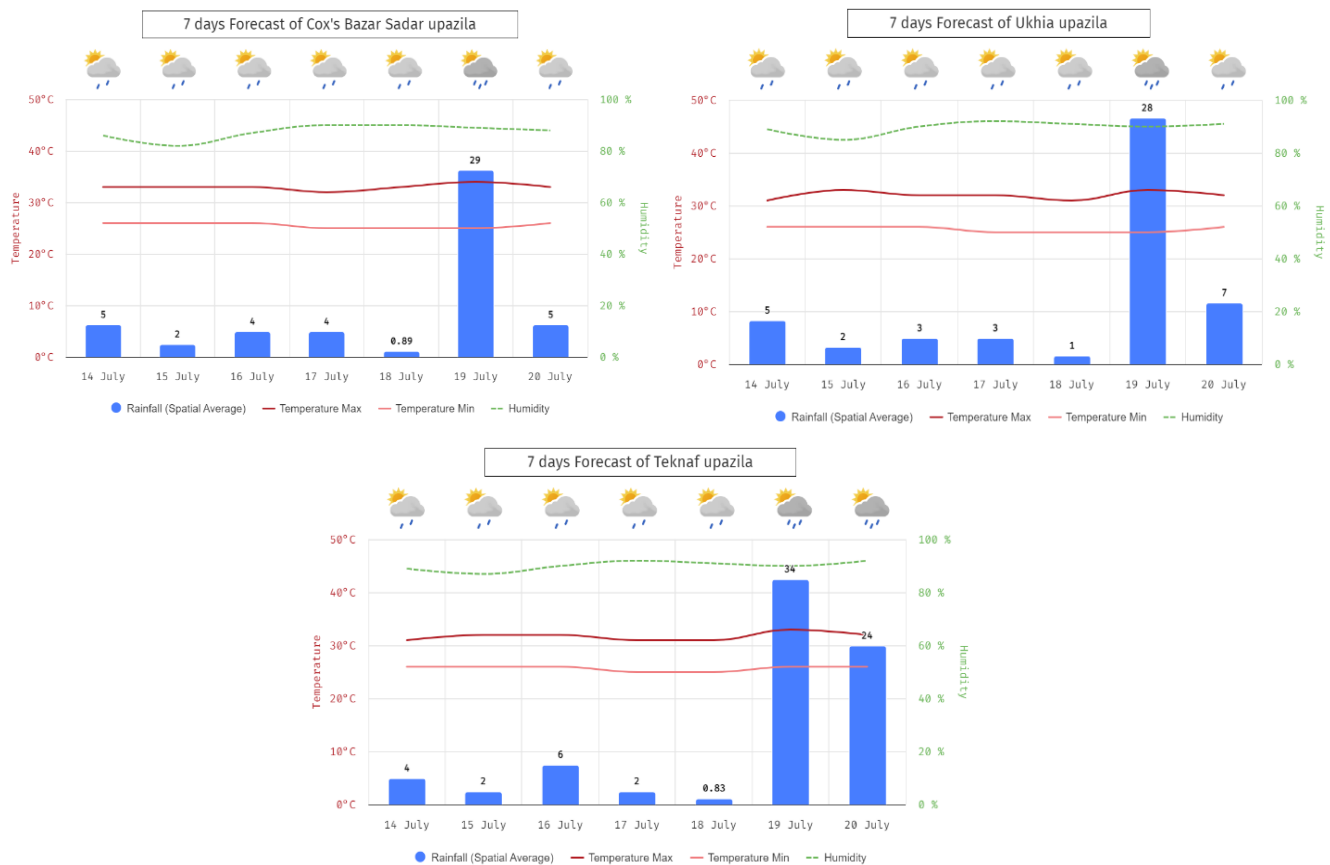 7 days Forecast of Cox's Bazar Sadar upazila
50°C
40°C
30°C
20°C
10°C
0°C
Temperature
100 %
80 %
60 %
40 %
20 %
0 %
Humidity
5
2
4
4
0.89
29
5
14 July
15 July
16 July
17 July
18 July
19 July
20 July
Rainfall (Spatial Average)
Temperature Max
Temperature Min
Humidity
7 days Forecast of Ukhia upazila
50°C
40°C
30°C
20°C
10°C
0°C
Temperature
100 %
80 %
60 %
40 %
20 %
0 %
Humidity
5
2
3
3
1
28
7
14 July
15 July
16 July
17 July
18 July
19 July
20 July
Rainfall (Spatial Average)
Temperature Max
Temperature Min
Humidity
7 days Forecast of Teknaf upazila
50°C
40°C
30°C
20°C
10°C
0°C
Temperature
100 %
80 %
60 %
40 %
20 %
0 %
Humidity
4
2
6
2
0.83
34
24
14 July
15 July
16 July
17 July
18 July
19 July
20 July
Rainfall (Spatial Average)
Temperature Max
Temperature Min
Humidity